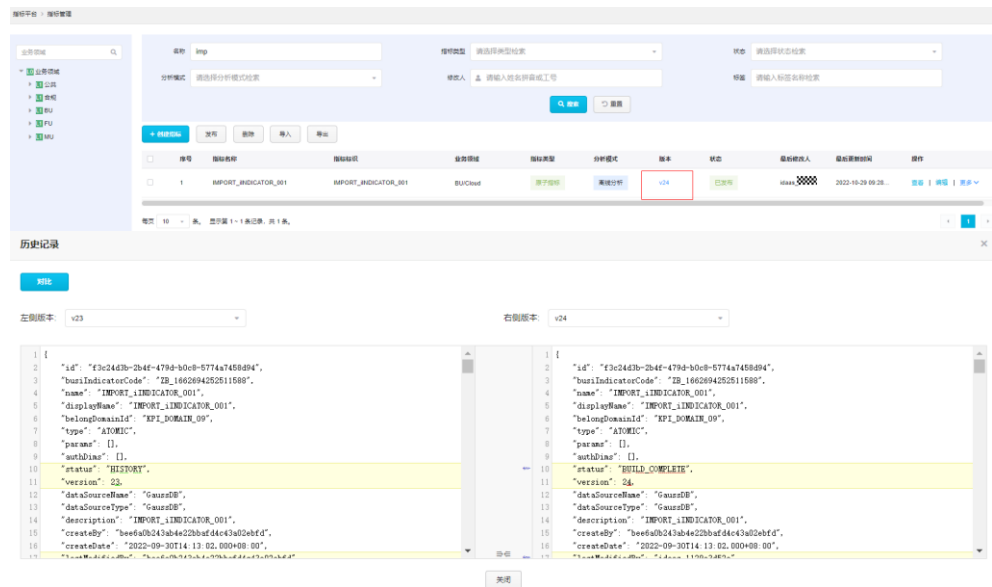 指标平台 > 指标管理
业务领域
业务领域
公共
合规
BU
FU
MU
名称 imp 指标类型 请选择类型检索 状态 请选择状态检索
分析模式 请选择分析模式检索 修改人 请输入姓名拼音或工号 标签 请输入标签名称检索
搜索 重置
+ 创建指标 发布 删除 导入 导出
序号 指标名称 指标标识 业务领域 指标类型 分析模式 版本 状态 最后修改人 最后更新时间 操作
1 IMPORT_iINDICATOR_001 IMPORT_iINDICATOR_001 BU/Cloud 原子指标 离线分析 v24 已发布 idaas_ 2022-10-29 09:28... 查看 | 编辑 | 更多
每页 10 条, 显示第 1 - 1 条记录, 共 1 条。 1
历史记录
对比
左侧版本: v23 右侧版本: v24
1 {
2 "id": "f3c24d3b-2b4f-479d-b0c8-5774a7458d94",
3 "busiIndicatorCode": "ZB_1662694252511588",
4 "name": "IMPORT_iINDICATOR_001",
5 "displayName": "IMPORT_iINDICATOR_001",
6 "belongDomainId": "KPI_DOMAIN_09",
7 "type": "ATOMIC",
8 "params": [],
9 "authDims": [],
10 "status": "HISTORY",
11 "version": 23,
12 "dataSourceName": "GaussDB",
13 "dataSourceType": "GaussDB",
14 "description": "IMPORT_iINDICATOR_001",
15 "createBy": "bee6a0b243ab4e22bbafd4c43a02ebfd",
16 "createDate": "2022-09-30T14:13:02.000+08:00",
1 {
2 "id": "f3c24d3b-2b4f-479d-b0c8-5774a7458d94",
3 "busiIndicatorCode": "ZB_1662694252511588",
4 "name": "IMPORT_iINDICATOR_001",
5 "displayName": "IMPORT_iINDICATOR_001",
6 "belongDomainId": "KPI_DOMAIN_09",
7 "type": "ATOMIC",
8 "params": [],
9 "authDims": [],
10 "status": "BUILD_COMPLETE",
11 "version": 24,
12 "dataSourceName": "GaussDB",
13 "dataSourceType": "GaussDB",
14 "description": "IMPORT_iINDICATOR_001",
15 "createBy": "bee6a0b243ab4e22bbafd4c43a02ebfd",
16 "createDate": "2022-09-30T14:13:02.000+08:00",
关闭